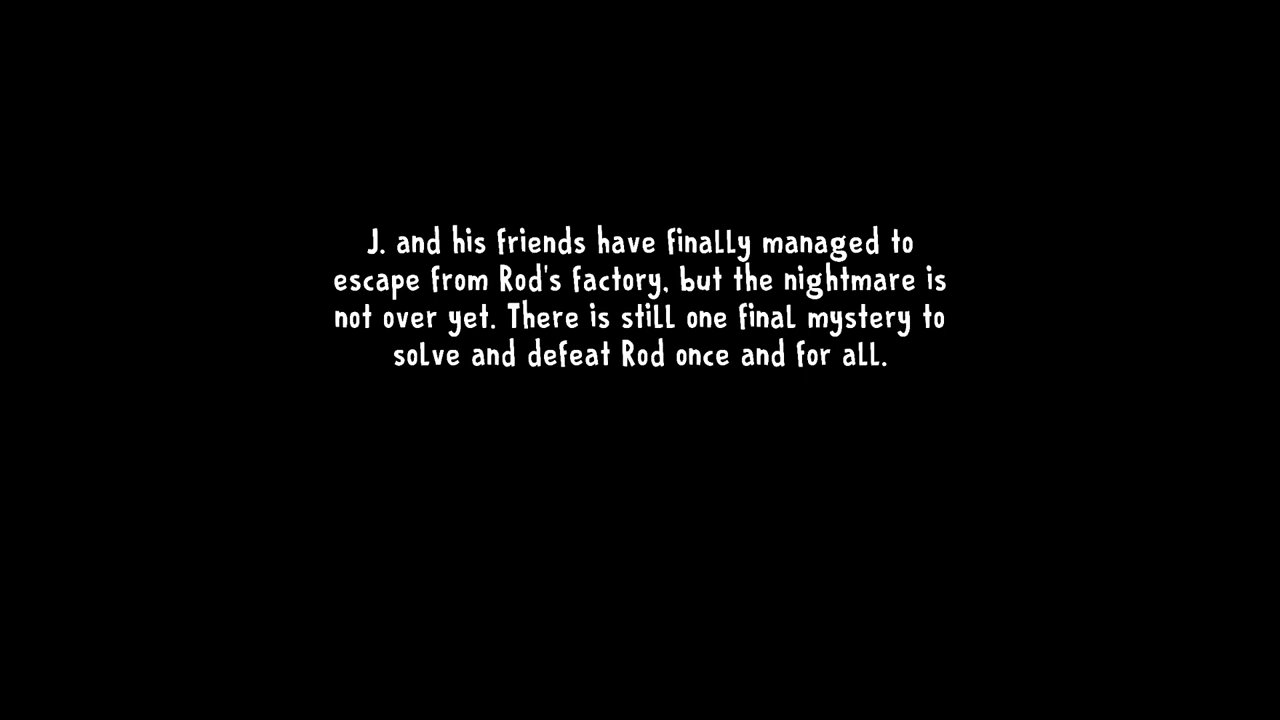 J. and his friends have finally managed to
escape from Rod's factory, but the nightmare is
not over yet. There is still one final mystery to
solve and defeat Rod once and for all.